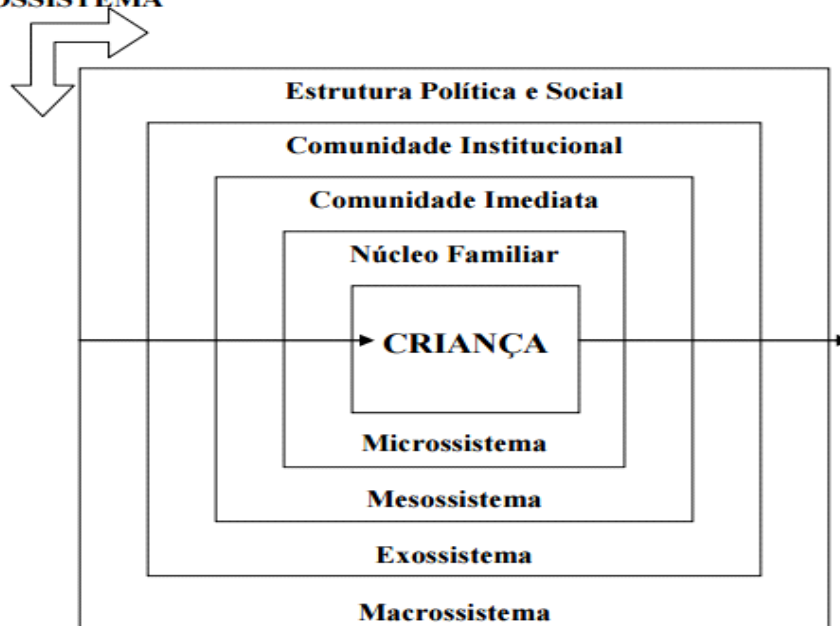 Estrutura Política e Social
Comunidade Institucional
Comunidade Imediata
Núcleo Familiar
CRIANÇA
Microssistema
Mesossistema
Exossistema
Macrossistema